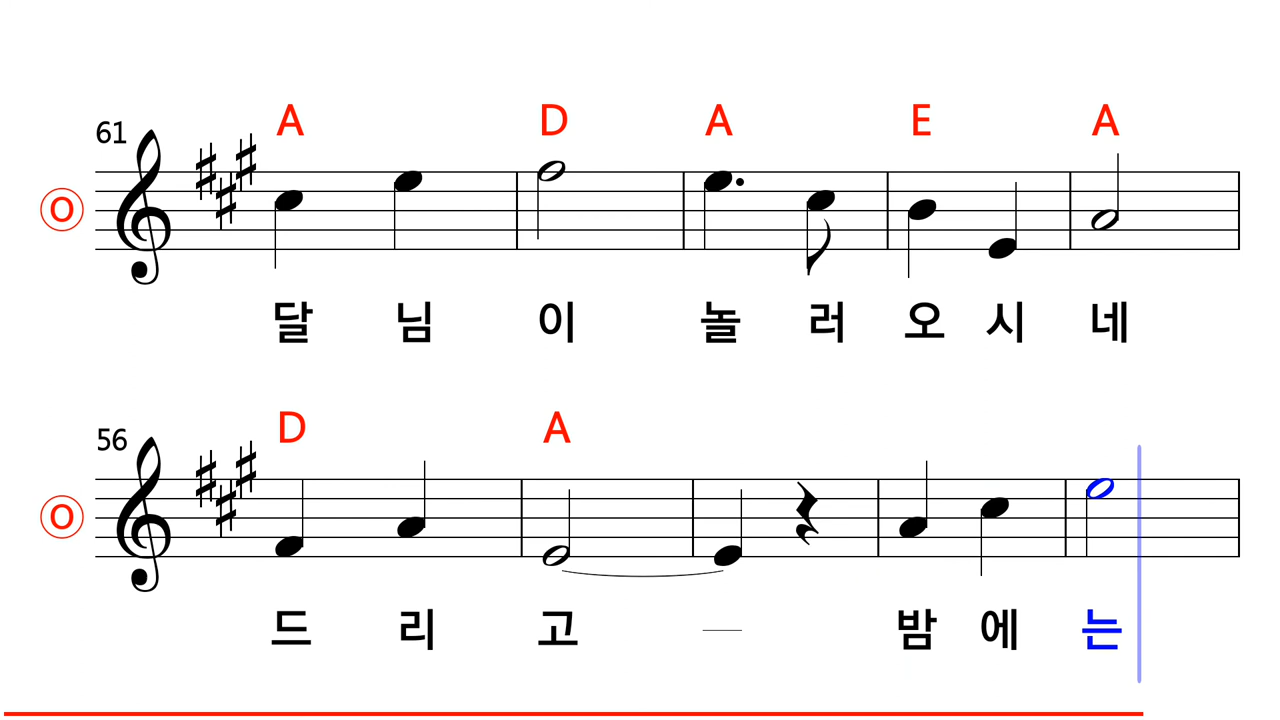 A D A E A
61
O
달 님 이 놀 러 오 시 네
D A
56
O
드 리 고 밤 에 는